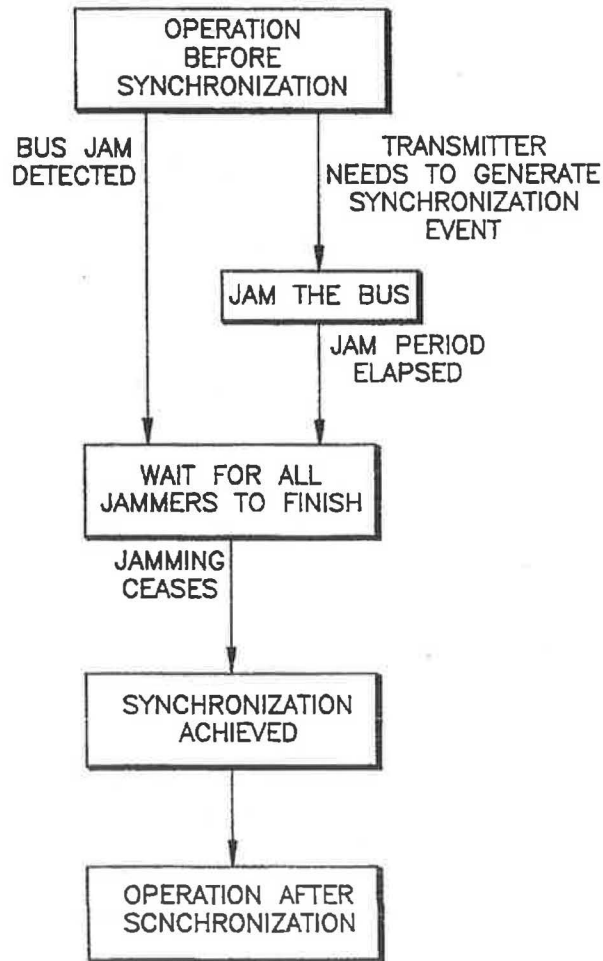 OPERATION
BEFORE
SYNCHRONIZATION
BUS JAM
DETECTED
TRANSMITTER
NEEDS TO GENERATE
SYNCHRONIZATION
EVENT
JAM THE BUS
JAM PERIOD
ELAPSED
WAIT FOR ALL
JAMMERS TO FINISH
JAMMING
CEASES
SYNCHRONIZATION
ACHIEVED
OPERATION AFTER
SCNCHRONIZATION